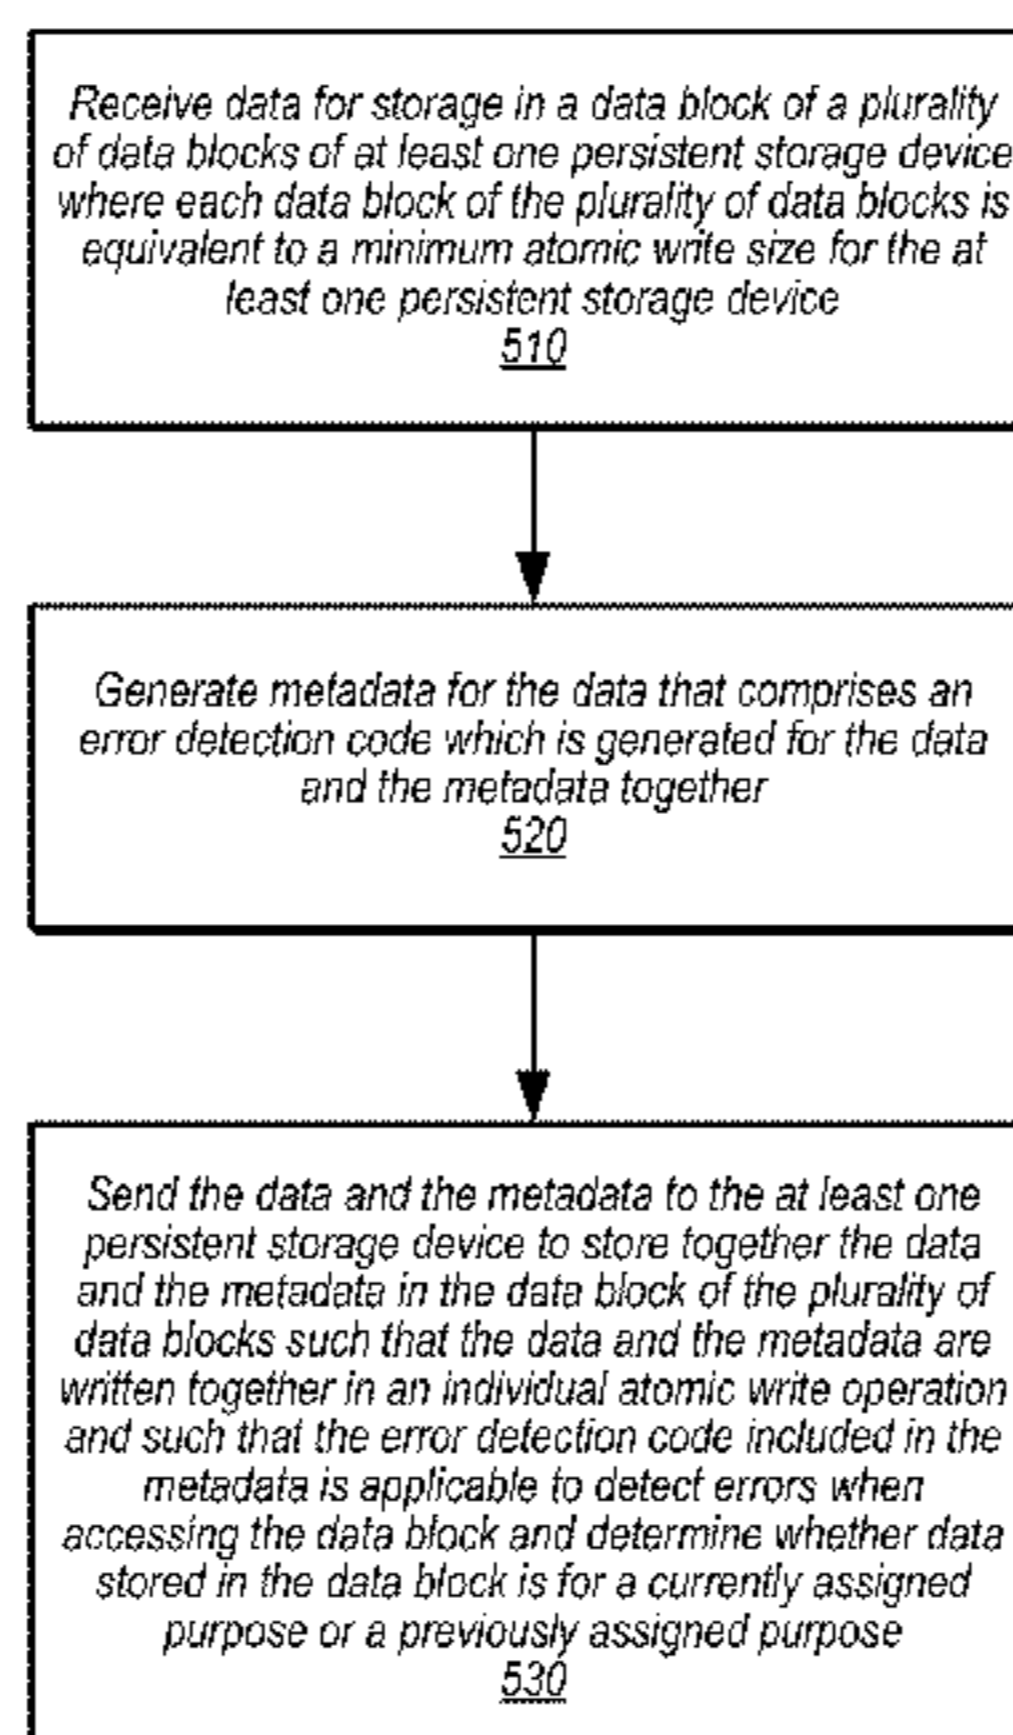 Receive data for storage in a data block of a plurality
of data blocks of at least one persistent storage device
where each data block of the plurality of data blocks is
equivalent to a minimum atomic write size for the at
least one persistent storage device
510
Generate metadata for the data that comprises an
error detection code which is generated for the data
and the metadata together
520
Send the data and the metadata to the at least one
persistent storage device to store together the data
and the metadata in the data block of the plurality of
data blocks such that the data and the metadata are
written together in an individual atomic write operation
and such that the error detection code included in the
metadata is applicable to detect errors when
accessing the data block and determine whether data
stored in the data block is for a currently assigned
purpose or a previously assigned purpose
530